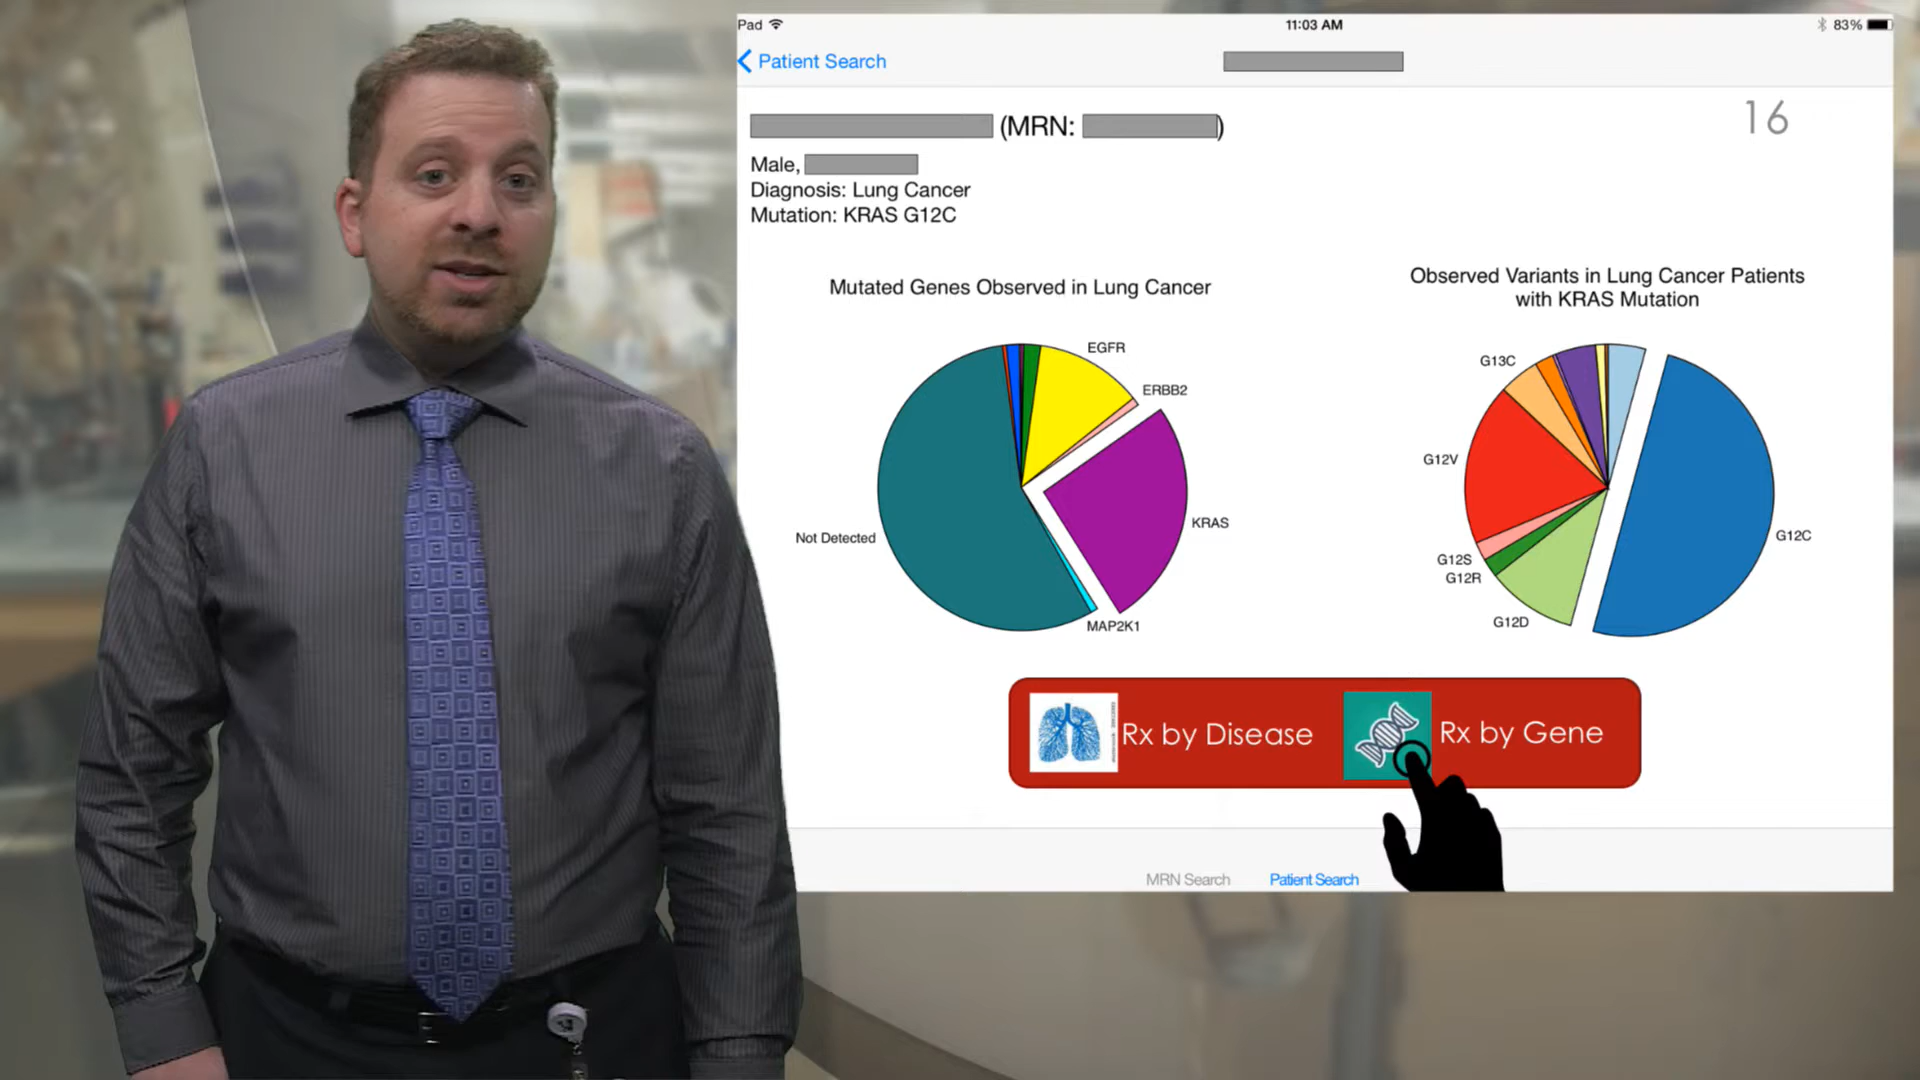 Pad 11:03 AM 83%
Patient Search
(MRN: )
16
Male,
Diagnosis: Lung Cancer
Mutation: KRAS G12C
Mutated Genes Observed in Lung Cancer
EGFR
ERBB2
KRAS
MAP2K1
Not Detected
Observed Variants in Lung Cancer Patients
with KRAS Mutation
G13C
G12V
G12S
G12R
G12D
G12C
Rx by Disease
Rx by Gene
MRN Search
Patient Search